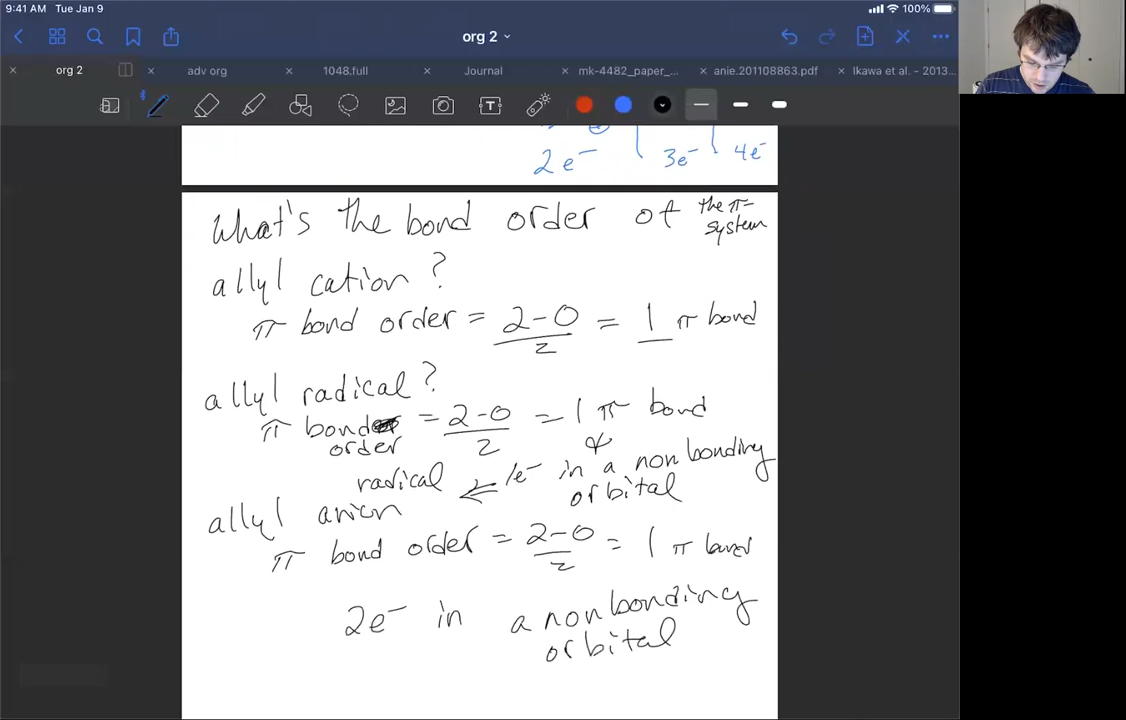 9:41 AM Tue Jan 9
100%
org 2
org 2
adv org
1048.full
Journal
mk-4482_paper_...
anie.201108863.pdf
Ikawa et al. - 2013...
2e⁻ 3e⁻ 4e⁻
What's the bond order of the π-system
allyl cation?
π bond order = 2-0/2 = 1 π bond
allyl radical?
π bond order = 2-0/2 = 1 π bond
&
radical ⇐ 1e⁻ in a nonbonding orbital
allyl anion
π bond order = 2-0/2 = 1 π bond
2e⁻ in a nonbonding
orbital